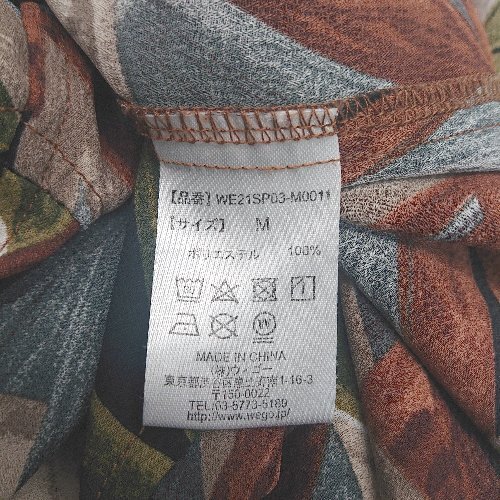 【品番】 WE21SP03-M0011
【サイズ】 M
ポリエステル 100%
MADE IN CHINA
(株)ウィゴー
東京都渋谷区恵比寿南1-16-3
〒150-0022
TEL/03-5773-5189
http://www.wego.jp/